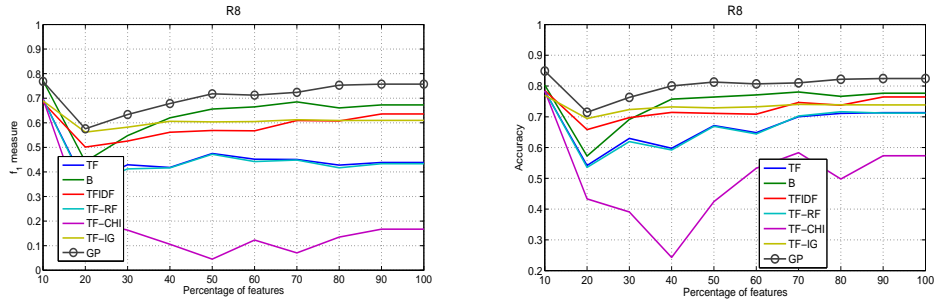 R8
f1 measure
1
0.9
0.8
0.7
0.6
0.5
0.4
0.3
0.2
0.1
0
TF
B
TFIDF
TF-RF
TF-CHI
TF-IG
GP
10 20 30 40 50 60 70 80 90 100
Percentage of features
R8
Accuracy
1
0.9
0.8
0.7
0.6
0.5
0.4
0.3
0.2
TF
B
TFIDF
TF-RF
TF-CHI
TF-IG
GP
10 20 30 40 50 60 70 80 90 100
Percentage of features